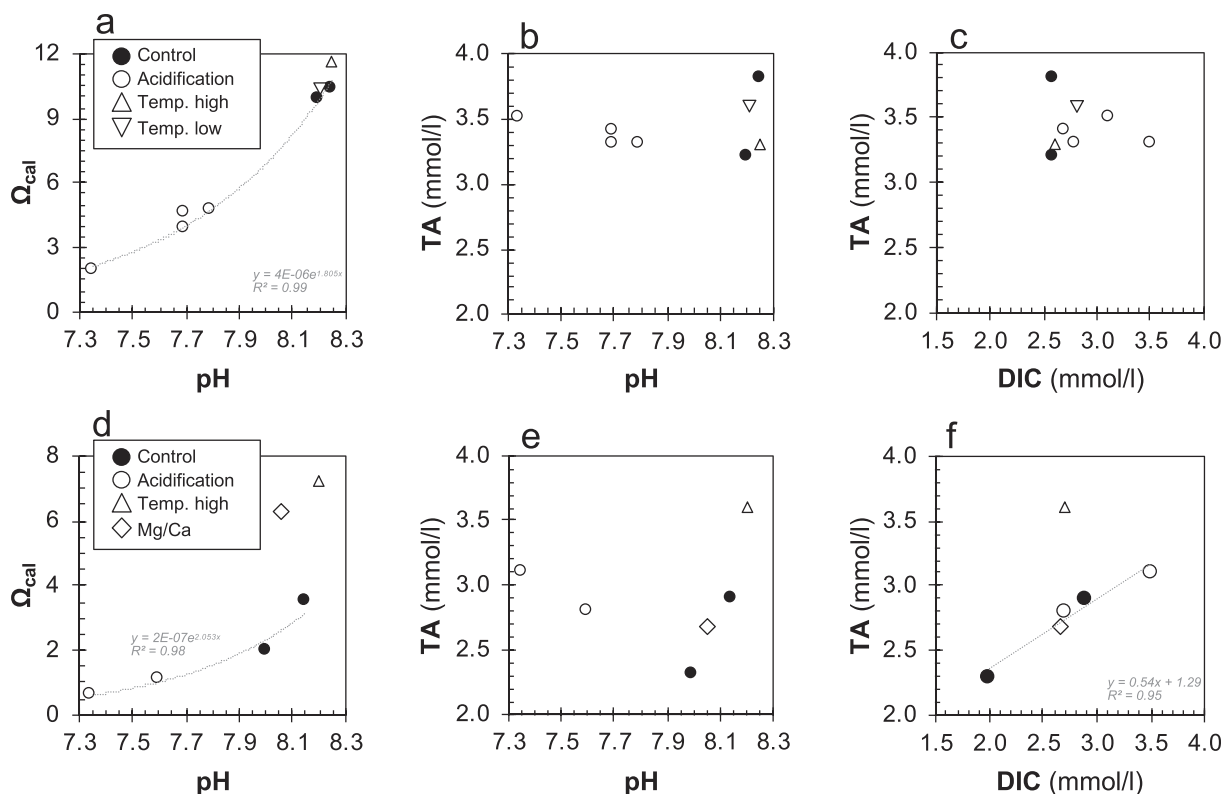 a
12
9
6
3
0
Ωcal
Control
Acidification
Temp. high
Temp. low
y = 4E-06e1.805x
R² = 0.99
7.3 7.5 7.7 7.9 8.1 8.3
pH
b
4.0
3.5
3.0
2.5
2.0
TA (mmol/l)
7.3 7.5 7.7 7.9 8.1 8.3
pH
c
4.0
3.5
3.0
2.5
2.0
TA (mmol/l)
1.5 2.0 2.5 3.0 3.5 4.0
DIC (mmol/l)
d
8
6
4
2
0
Ωcal
Control
Acidification
Temp. high
Mg/Ca
y = 2E-07e2.053x
R² = 0.98
7.3 7.5 7.7 7.9 8.1 8.3
pH
e
4.0
3.5
3.0
2.5
2.0
TA (mmol/l)
7.3 7.5 7.7 7.9 8.1 8.3
pH
f
4.0
3.5
3.0
2.5
2.0
TA (mmol/l)
y = 0.54x + 1.29
R² = 0.95
1.5 2.0 2.5 3.0 3.5 4.0
DIC (mmol/l)